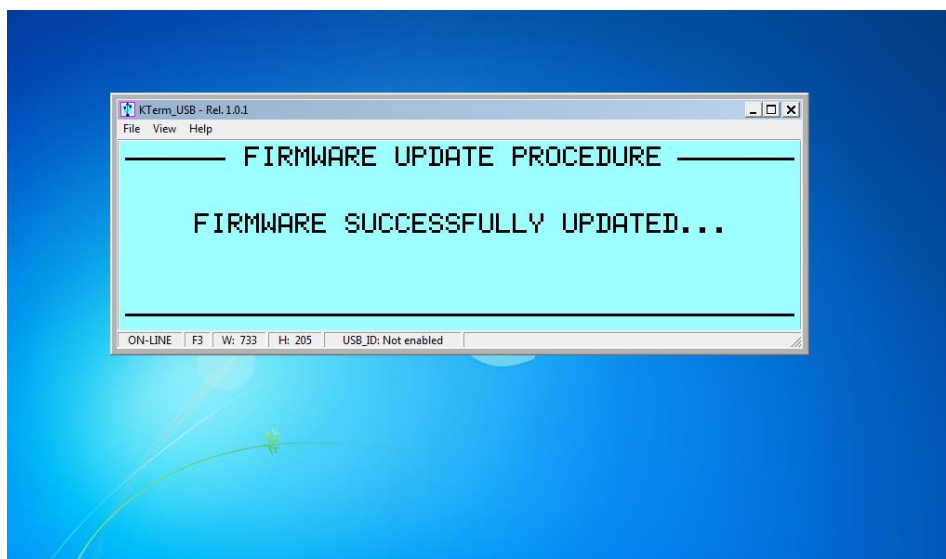 KTerm_USB - Rel. 1.0.1
File View Help
FIRMWARE UPDATE PROCEDURE
FIRMWARE SUCCESSFULLY UPDATED...
ON-LINE F3 W: 733 H: 205 USB_ID: Not enabled